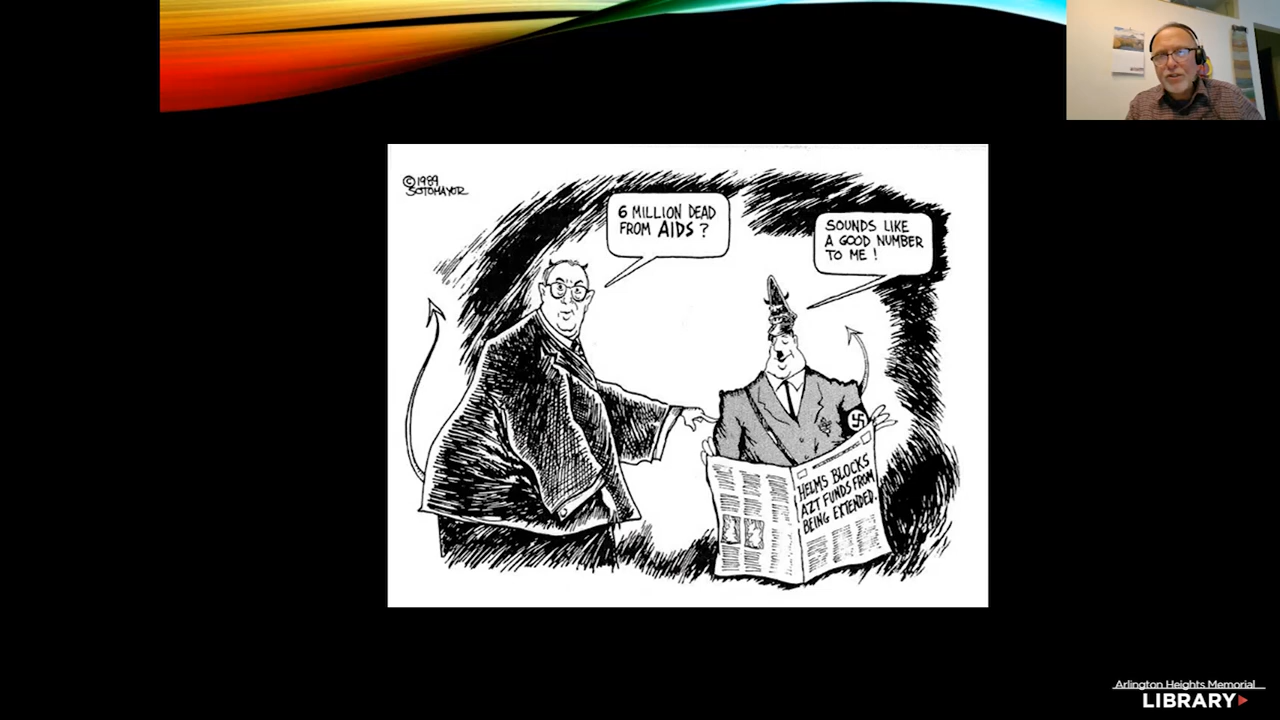 ©1989
SOTOMAYOR
6 MILLION DEAD
FROM AIDS ?
SOUNDS LIKE
A GOOD NUMBER
TO ME !
HELMS BLOCKS
AZT FUNDS FROM
BEING EXTENDED.
Arlington Heights Memorial
LIBRARY